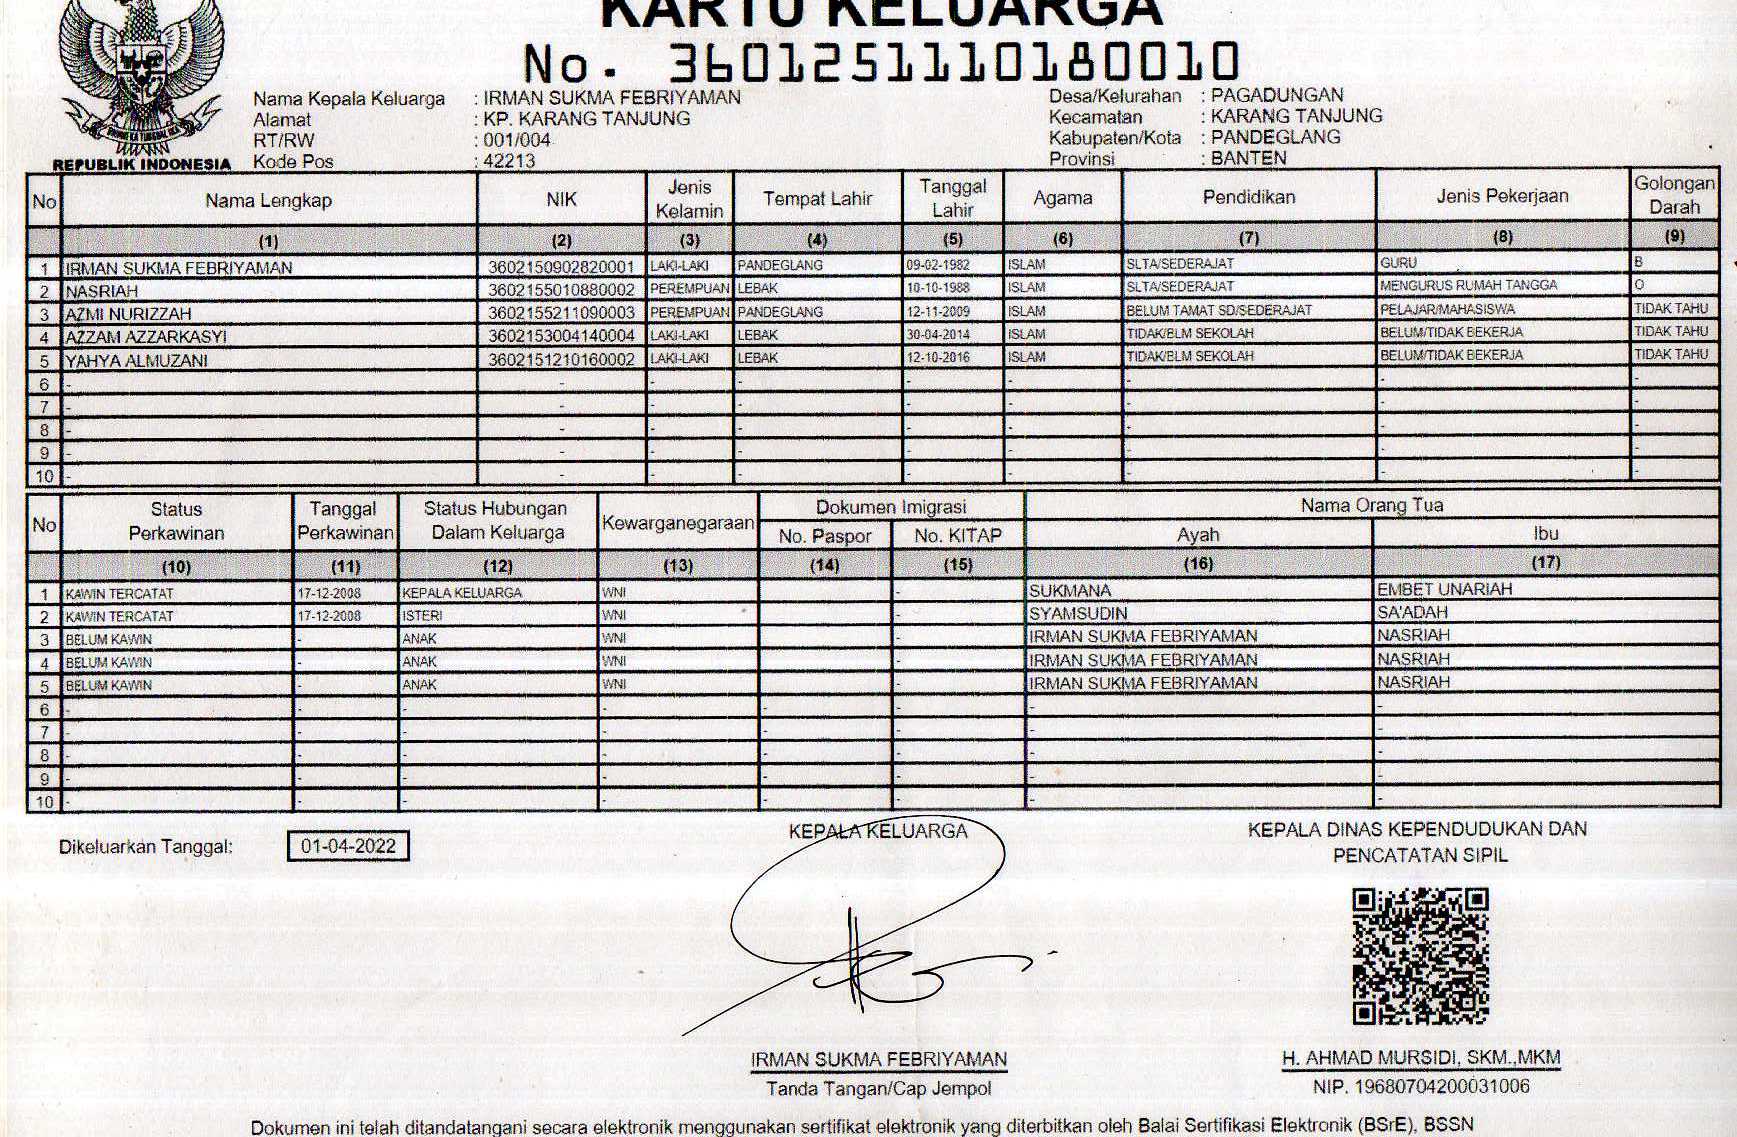 KARTU KELUARGA
No. 3601251110180010
REPUBLIK INDONESIA
Nama Kepala Keluarga : IRMAN SUKMA FEBRIYAMAN
Alamat : KP. KARANG TANJUNG
RT/RW : 001/004
Kode Pos : 42213
Desa/Kelurahan : PAGADUNGAN
Kecamatan : KARANG TANJUNG
Kabupaten/Kota : PANDEGLANG
Provinsi : BANTEN
No Nama Lengkap NIK Jenis Kelamin Tempat Lahir Tanggal Lahir Agama Pendidikan Jenis Pekerjaan Golongan Darah
(1) (2) (3) (4) (5) (6) (7) (8) (9)
1 IRMAN SUKMA FEBRIYAMAN 3602150902820001 LAKI-LAKI PANDEGLANG 09-02-1982 ISLAM SLTA/SEDERAJAT GURU B
2 NASRIAH 3602155010880002 PEREMPUAN LEBAK 10-10-1988 ISLAM SLTA/SEDERAJAT MENGURUS RUMAH TANGGA O
3 AZMI NURIZZAH 3602155211090003 PEREMPUAN PANDEGLANG 12-11-2009 ISLAM BELUM TAMAT SD/SEDERAJAT PELAJAR/MAHASISWA TIDAK TAHU
4 AZZAM AZZARKASYI 3602153004140004 LAKI-LAKI LEBAK 30-04-2014 ISLAM TIDAK/BLM SEKOLAH BELUM/TIDAK BEKERJA TIDAK TAHU
5 YAHYA ALMUZANI 3602151210160002 LAKI-LAKI LEBAK 12-10-2016 ISLAM TIDAK/BLM SEKOLAH BELUM/TIDAK BEKERJA TIDAK TAHU
6 - - - - - - - - -
7 - - - - - - - - -
8 - - - - - - - - -
9 - - - - - - - - -
10 - - - - - - - - -
No Status Perkawinan Tanggal Perkawinan Status Hubungan Dalam Keluarga Kewarganegaraan Dokumen Imigrasi Nama Orang Tua
No. Paspor No. KITAP Ayah Ibu
(10) (11) (12) (13) (14) (15) (16) (17)
1 KAWIN TERCATAT 17-12-2008 KEPALA KELUARGA WNI - SUKMANA EMBET UNARIAH
2 KAWIN TERCATAT 17-12-2008 ISTERI WNI - SYAMSUDIN SA'ADAH
3 BELUM KAWIN - ANAK WNI - IRMAN SUKMA FEBRIYAMAN NASRIAH
4 BELUM KAWIN - ANAK WNI - IRMAN SUKMA FEBRIYAMAN NASRIAH
5 BELUM KAWIN - ANAK WNI - IRMAN SUKMA FEBRIYAMAN NASRIAH
6 - - - - - - - -
7 - - - - - - - -
8 - - - - - - - -
9 - - - - - - - -
10 - - - - - - - -
Dikeluarkan Tanggal: 01-04-2022
KEPALA KELUARGA
IRMAN SUKMA FEBRIYAMAN
Tanda Tangan/Cap Jempol
KEPALA DINAS KEPENDUDUKAN DAN
PENCATATAN SIPIL
H. AHMAD MURSIDI, SKM.,MKM
NIP. 19680704200031006
Dokumen ini telah ditandatangani secara elektronik menggunakan sertifikat elektronik yang diterbitkan oleh Balai Sertifikasi Elektronik (BSrE), BSSN